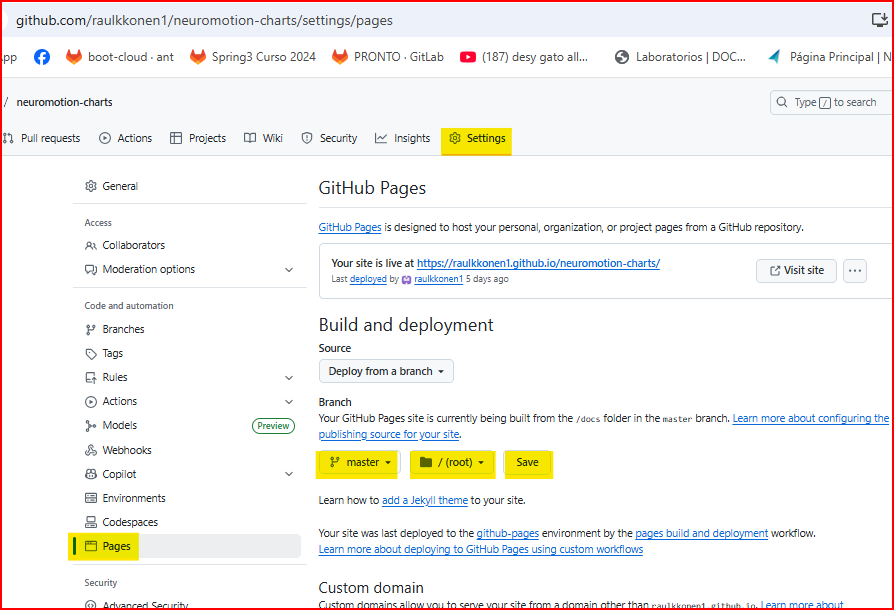 github.com/raulkkonen1/neuromotion-charts/settings/pages
pp boot-cloud · ant Spring3 Curso 2024 PRONTO · GitLab (187) desy gato all... Laboratorios | DOC... Página Principal | N
/ neuromotion-charts
Type / to search
Pull requests Actions Projects Wiki Security Insights Settings
General
Access
Collaborators
Moderation options
Code and automation
Branches
Tags
Rules
Actions
Models Preview
Webhooks
Copilot
Environments
Codespaces
Pages
Security
Advanced Security
GitHub Pages
GitHub Pages is designed to host your personal, organization, or project pages from a GitHub repository.
Your site is live at https://raulkkonen1.github.io/neuromotion-charts/
Last deployed by raulkkonen1 5 days ago
Visit site
...
Build and deployment
Source
Deploy from a branch
Branch
Your GitHub Pages site is currently being built from the /docs folder in the master branch. Learn more about configuring the
publishing source for your site.
master / (root) Save
Learn how to add a Jekyll theme to your site.
Your site was last deployed to the github-pages environment by the pages build and deployment workflow.
Learn more about deploying to GitHub Pages using custom workflows
Custom domain
Custom domains allow you to serve your site from a domain other than raulkkonen1.github.io. Learn more about